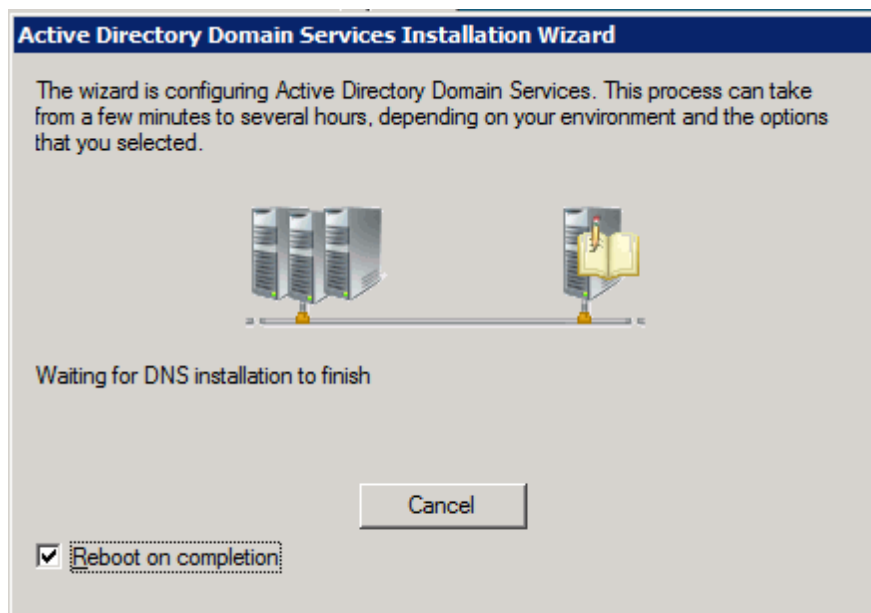 Active Directory Domain Services Installation Wizard
The wizard is configuring Active Directory Domain Services. This process can take
from a few minutes to several hours, depending on your environment and the options
that you selected.
Waiting for DNS installation to finish
Cancel
Reboot on completion